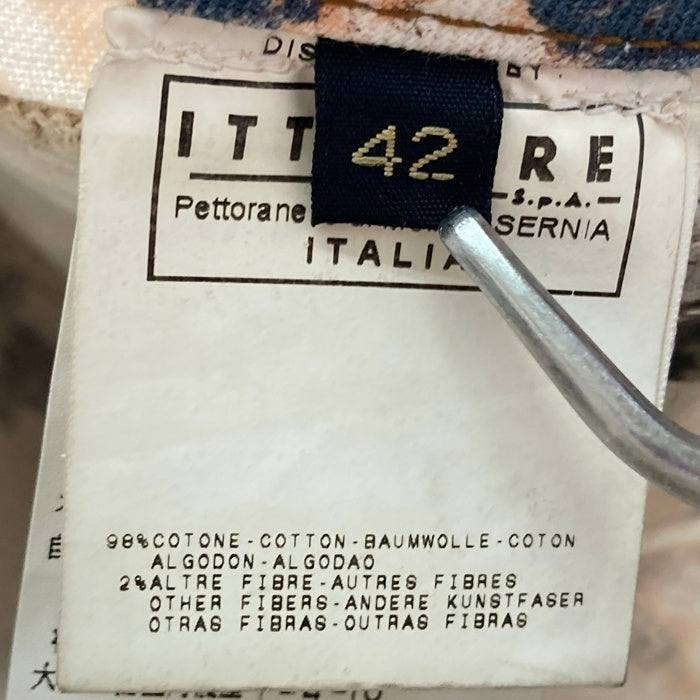 42
ITT RE
S.p.A.
Pettorane SERNIA
ITALIA
98% COTONE-COTTON-BAUMWOLLE-COTON
ALGODON-ALGODAO
2% ALTRE FIBRE-AUTRES FIBRES
OTHER FIBERS-ANDERE KUNSTFASER
OTRAS FIBRAS-OUTRAS FIBRAS
大